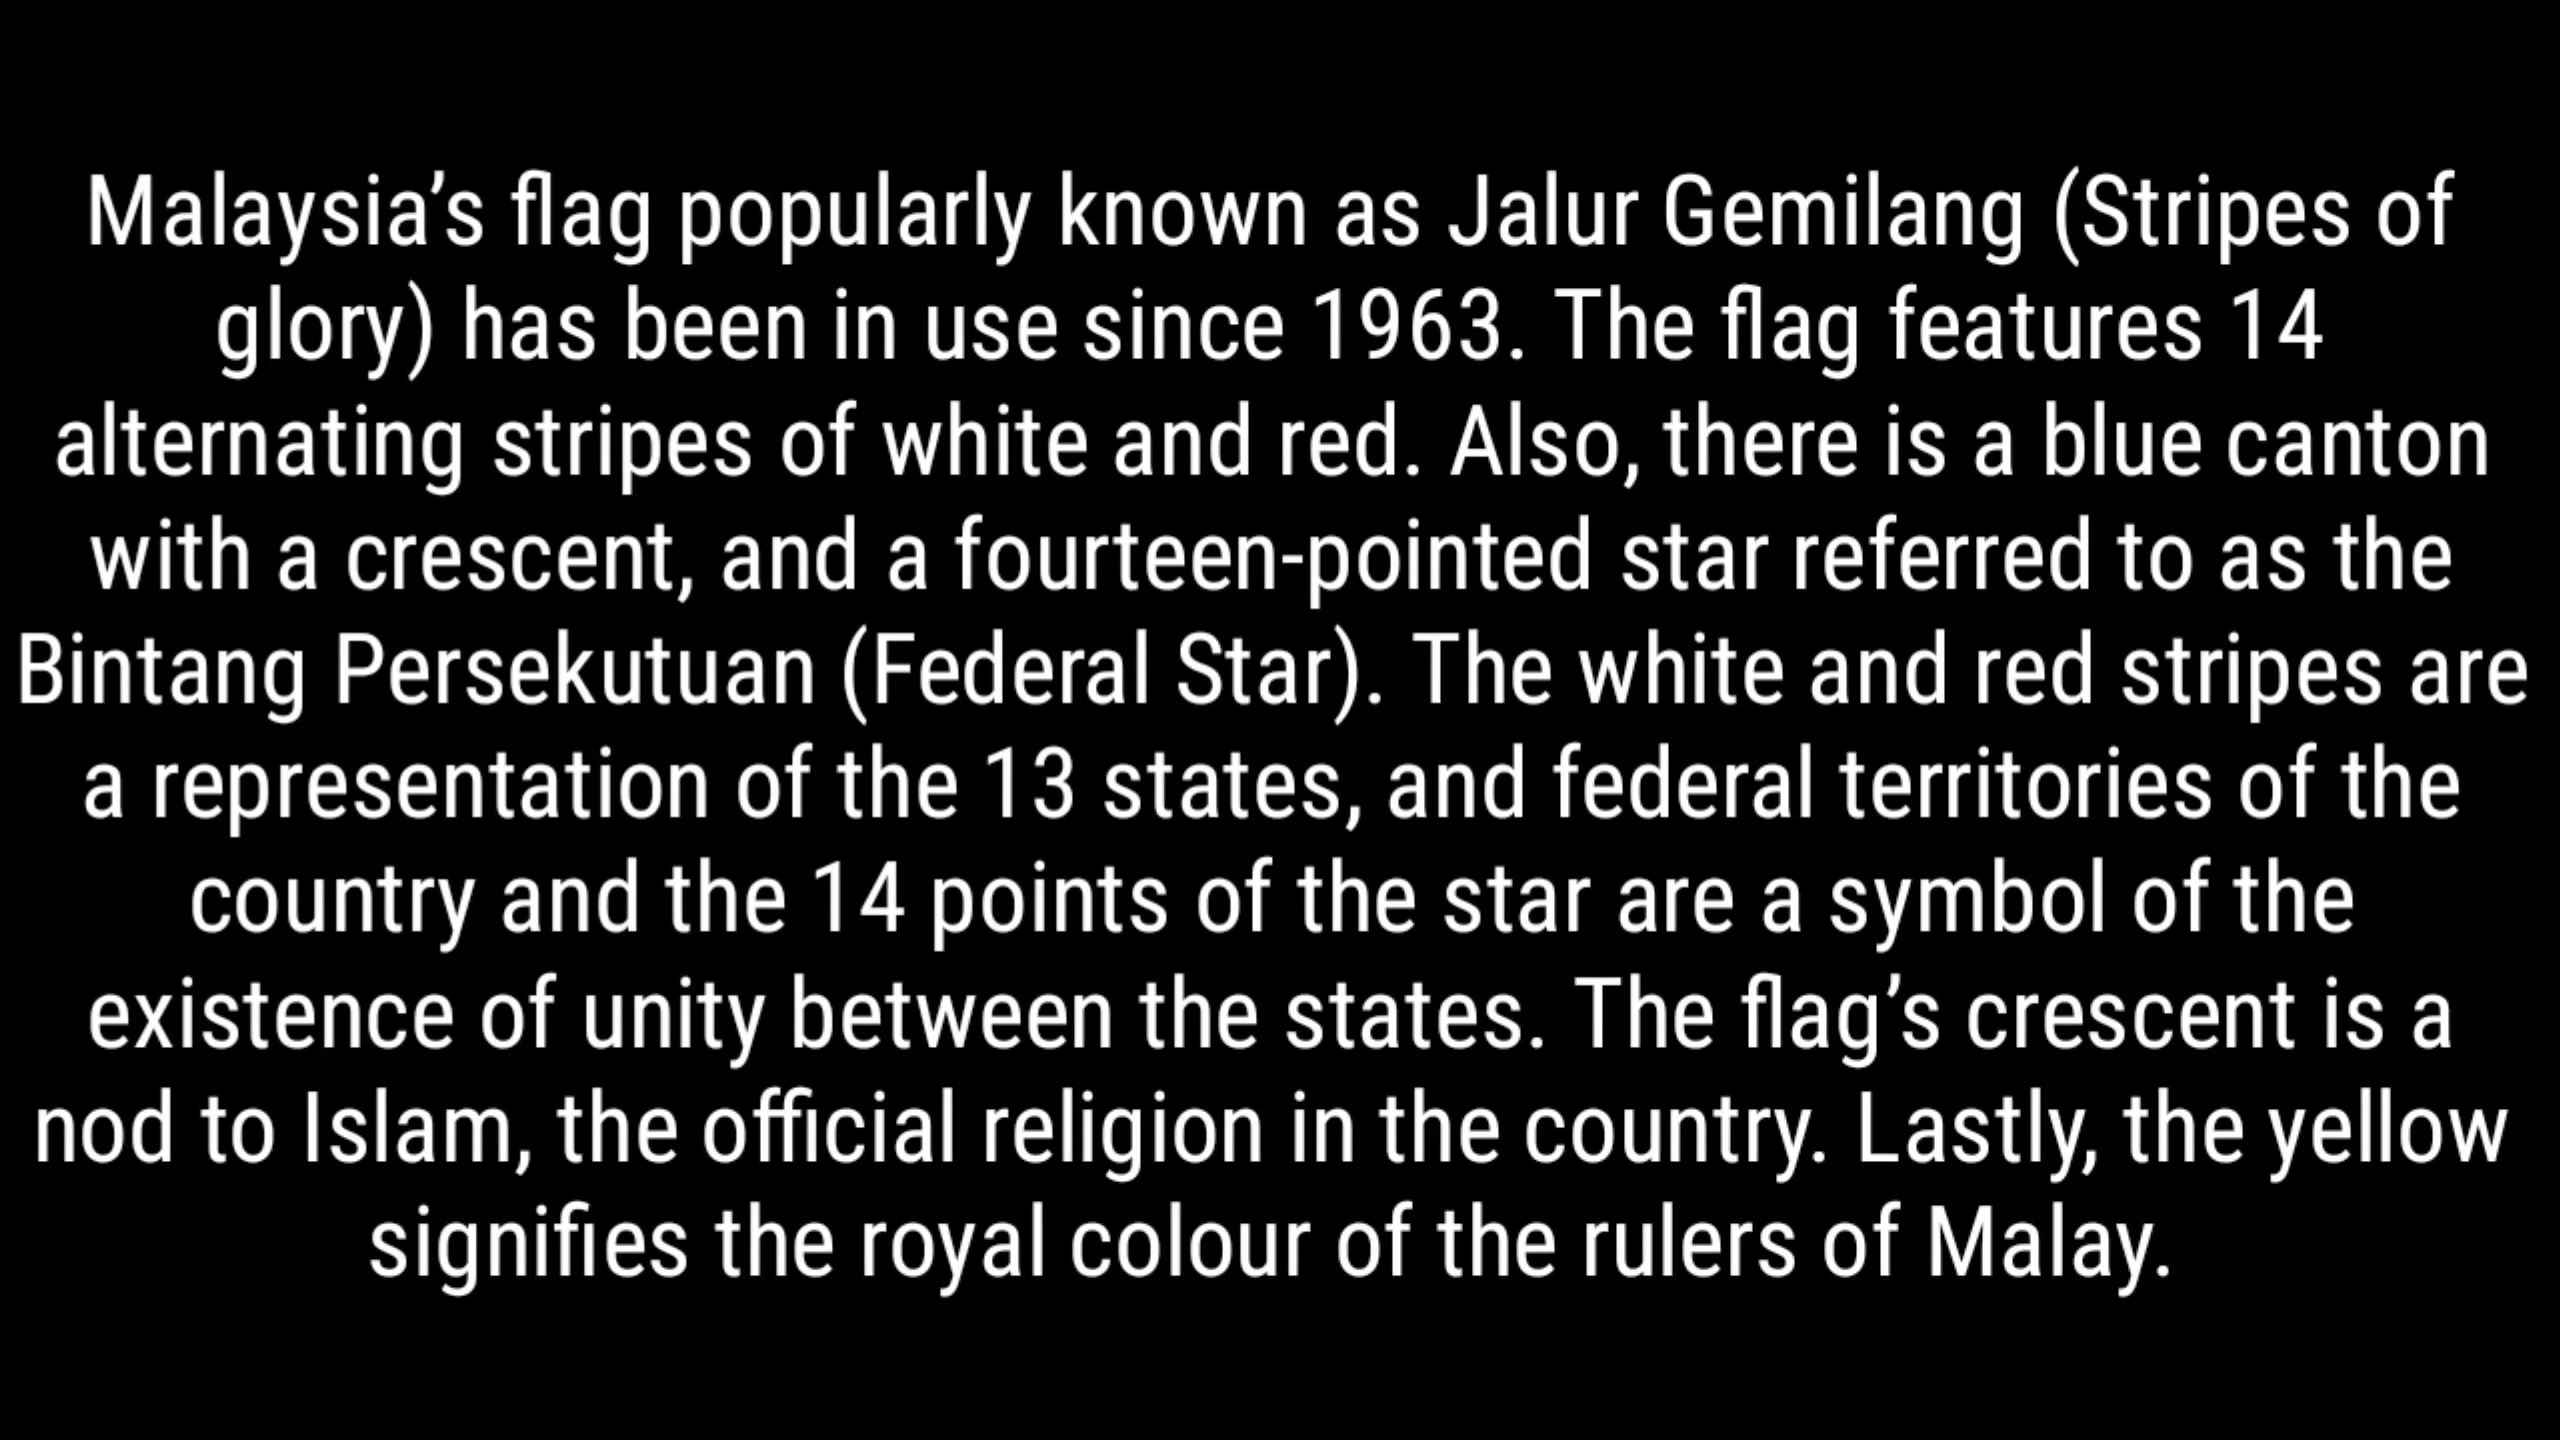 Malaysia’s flag popularly known as Jalur Gemilang (Stripes of
glory) has been in use since 1963. The flag features 14
alternating stripes of white and red. Also, there is a blue canton
with a crescent, and a fourteen-pointed star referred to as the
Bintang Persekutuan (Federal Star). The white and red stripes are
a representation of the 13 states, and federal territories of the
country and the 14 points of the star are a symbol of the
existence of unity between the states. The flag’s crescent is a
nod to Islam, the official religion in the country. Lastly, the yellow
signifies the royal colour of the rulers of Malay.